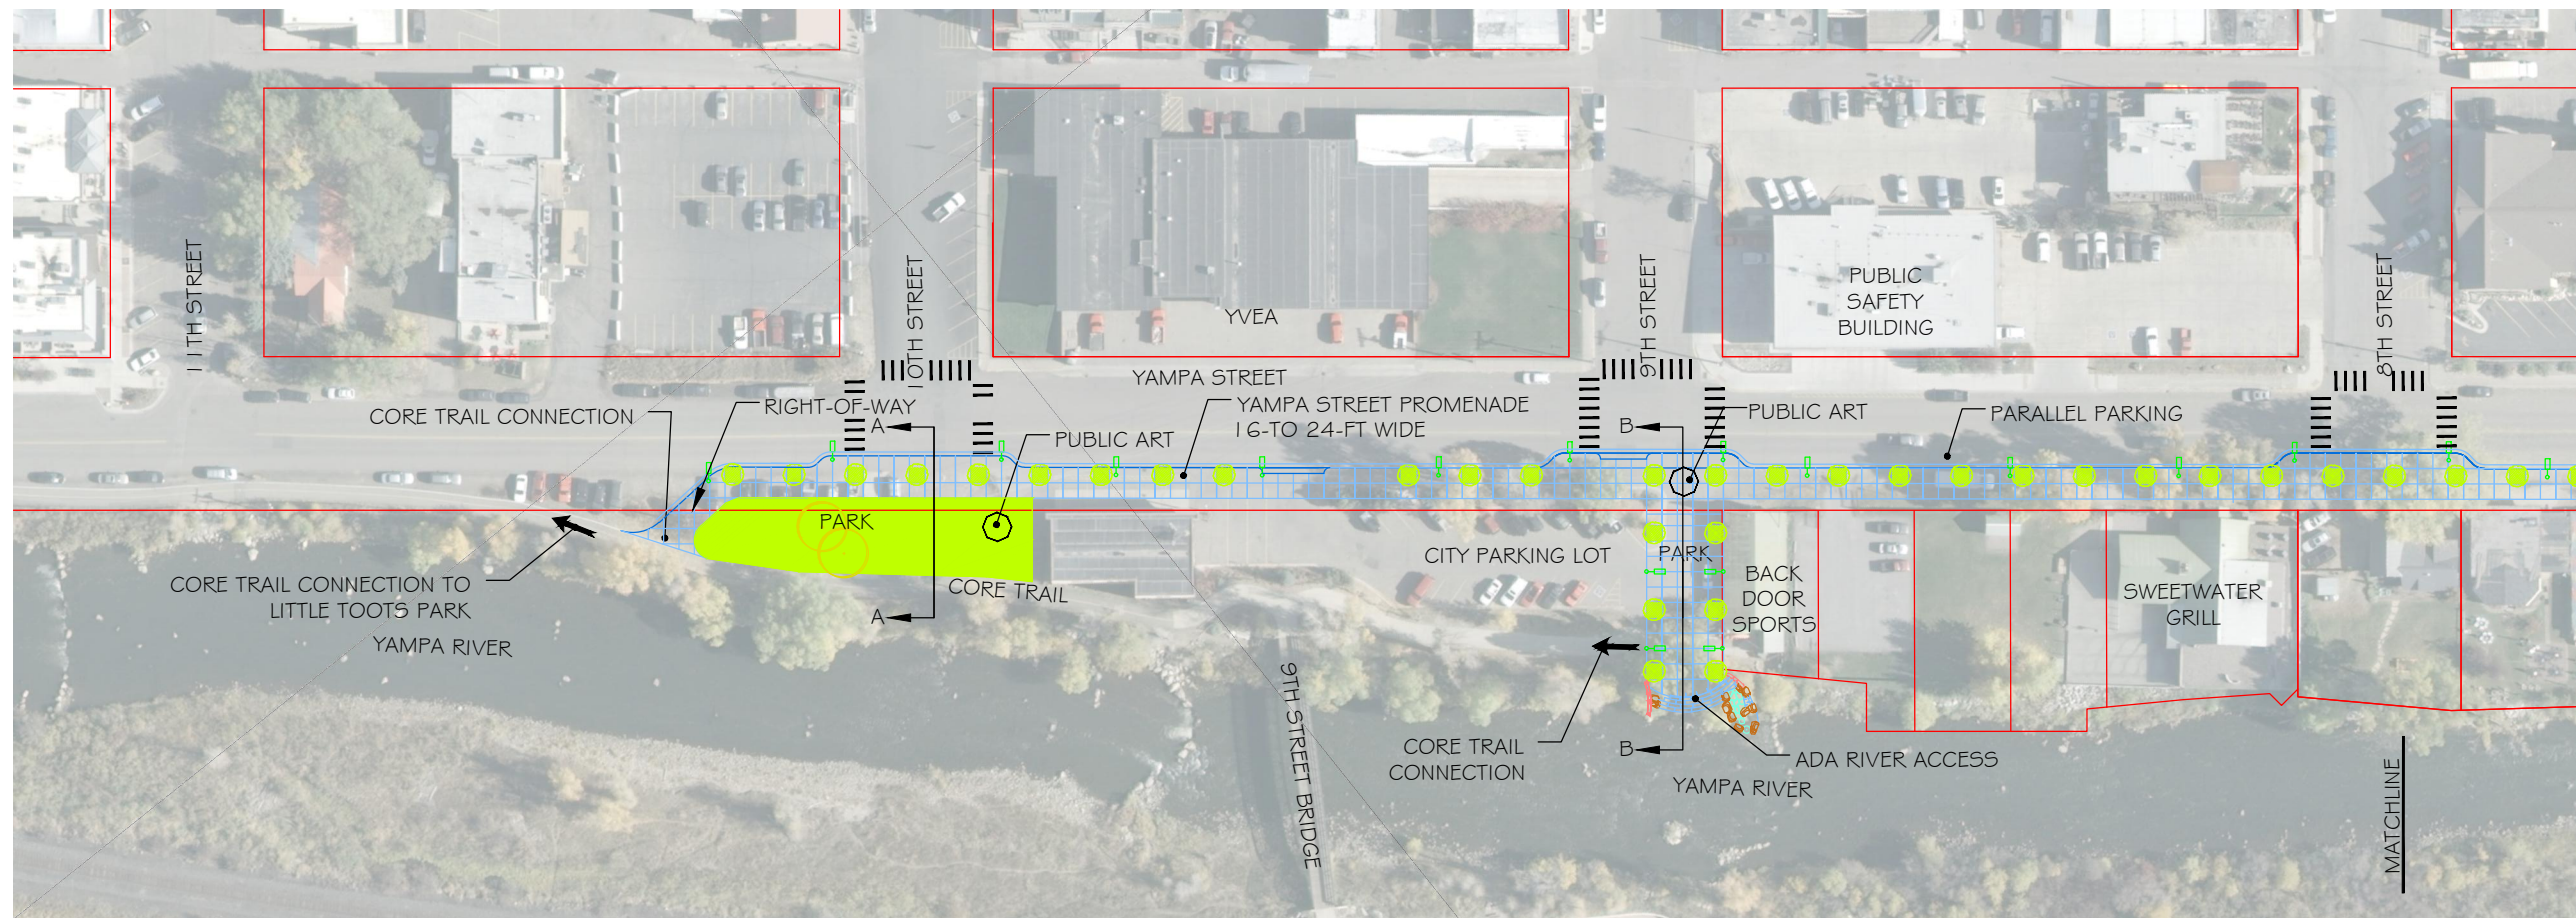 11TH STREET
10TH STREET
9TH STREET
8TH STREET
YVEA
PUBLIC
SAFETY
BUILDING
YAMPA STREET
CORE TRAIL CONNECTION
RIGHT-OF-WAY
A
PUBLIC ART
YAMPA STREET PROMENADE
16-TO 24-FT WIDE
B
PUBLIC ART
PARALLEL PARKING
PARK
CORE TRAIL CONNECTION TO
LITTLE TOOTS PARK
YAMPA RIVER
A
CORE TRAIL
CITY PARKING LOT
PARK
BACK
DOOR
SPORTS
SWEETWATER
GRILL
9TH STREET BRIDGE
CORE TRAIL
CONNECTION
B
ADA RIVER ACCESS
YAMPA RIVER
MATCHLINE